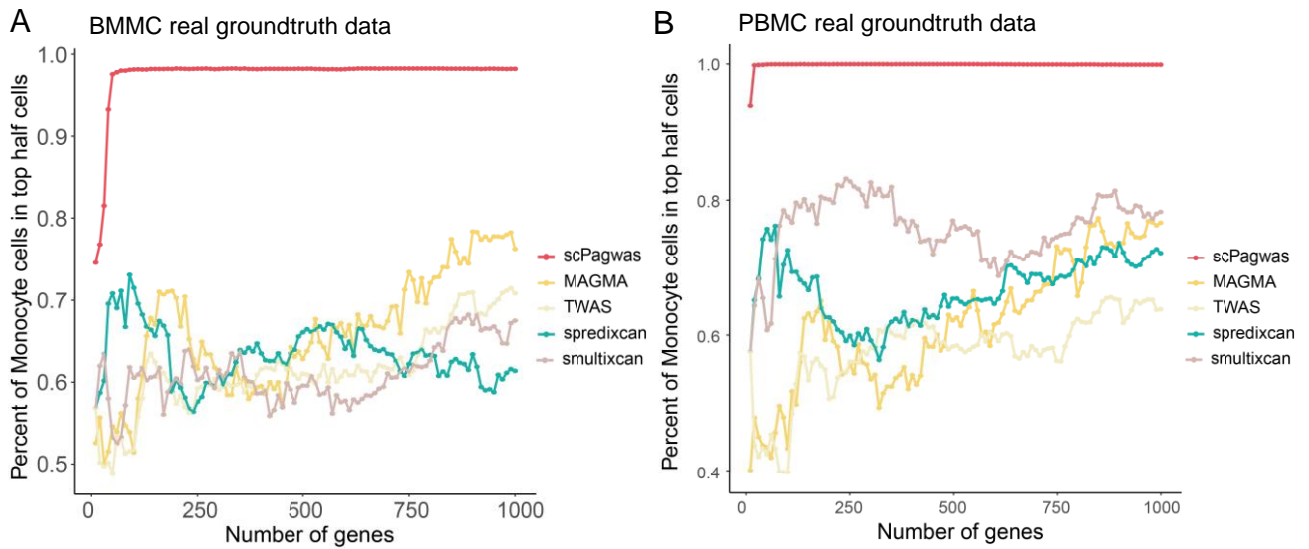 A
BMMC real groundtruth data
Percent of Monocyte cells in top half cells
1.0
0.9
0.8
0.7
0.6
0.5
0
250
500
750
1000
Number of genes
scPagwas
MAGMA
TWAS
spredixcan
smultixcan
B
PBMC real groundtruth data
Percent of Monocyte cells in top half cells
1.0
0.8
0.6
0.4
0
250
500
750
1000
Number of genes
scPagwas
MAGMA
TWAS
spredixcan
smultixcan